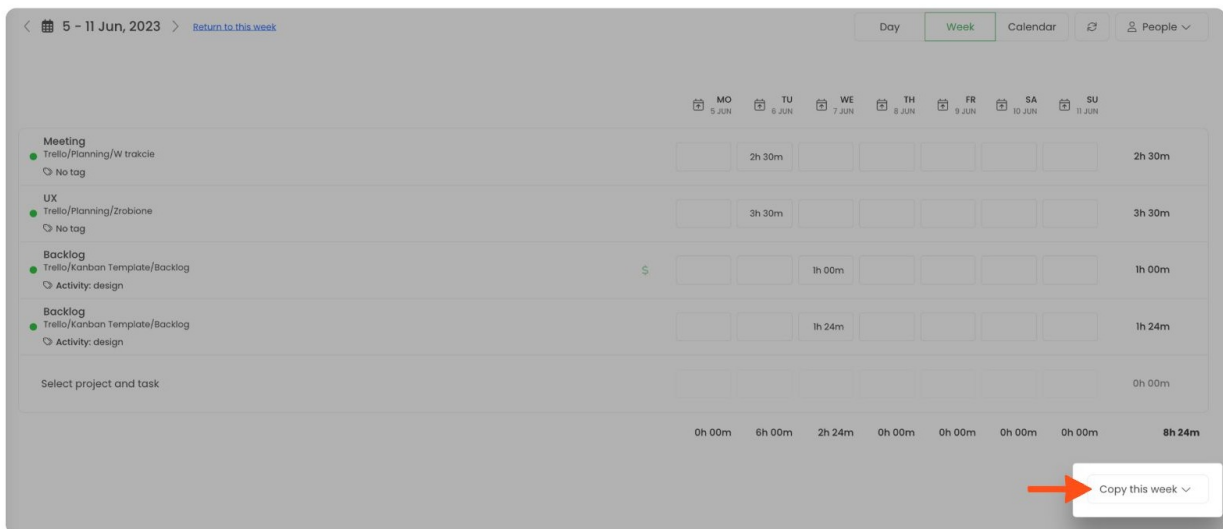 5 - 11 Jun, 2023 Return to this week Day Week Calendar People
MO TU WE TH FR SA SU
5 JUN 6 JUN 7 JUN 8 JUN 9 JUN 10 JUN 11 JUN
Meeting
Trello/Planning/W trakcie
No tag
2h 30m 2h 30m
UX
Trello/Planning/Zrobione
No tag
3h 30m 3h 30m
Backlog
Trello/Kanban Template/Backlog
Activity: design
$ 1h 00m 1h 00m
Backlog
Trello/Kanban Template/Backlog
Activity: design
1h 24m 1h 24m
Select project and task 0h 00m
0h 00m 6h 00m 2h 24m 0h 00m 0h 00m 0h 00m 0h 00m 8h 24m
Copy this week